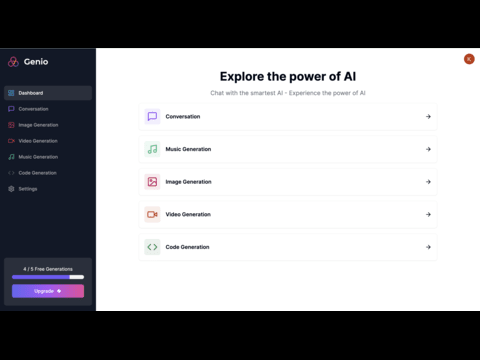 Genio
Dashboard
Conversation
Image Generation
Video Generation
Music Generation
Code Generation
Settings
4 / 5 Free Generations
Upgrade
K
Explore the power of AI
Chat with the smartest AI - Experience the power of Ai
Conversation
Music Generation
Image Generation
Video Generation
Code Generation